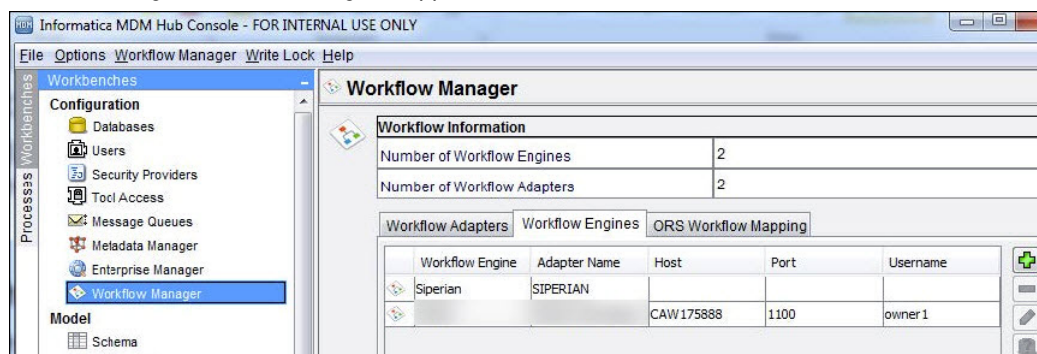 Informatica MDM Hub Console - FOR INTERNAL USE ONLY
File Options Workflow Manager Write Lock Help
Processes Workbenches
Workbenches
Configuration
Databases
Users
Security Providers
Tool Access
Message Queues
Metadata Manager
Enterprise Manager
Workflow Manager
Model
Schema
Workflow Manager
Workflow Information
Number of Workflow Engines 2
Number of Workflow Adapters 2
Workflow Adapters Workflow Engines ORS Workflow Mapping
Workflow Engine Adapter Name Host Port Username
Siperian SIPERIAN
CAW175888 1100 owner1